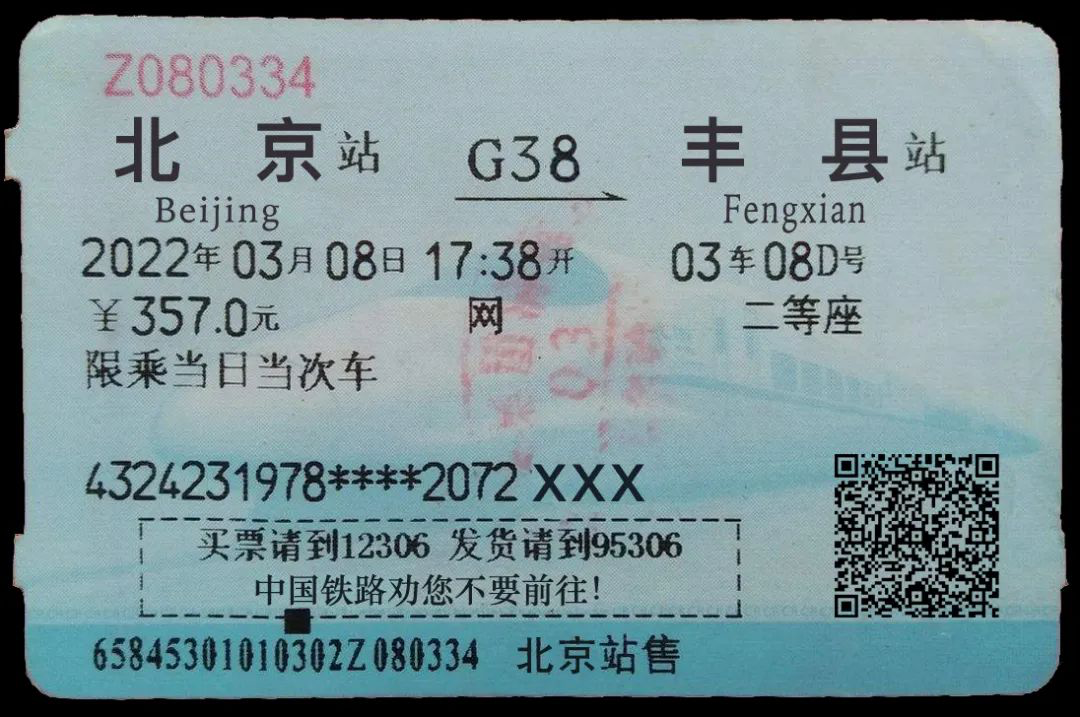 Z080334
北京站 G38 丰县站
Beijing Fengxian
2022年03月08日 17:38开 03车08D号
￥357.0元 网 二等座
限乘当日当次车
4324231978****2072 XXX
买票请到12306 发货请到95306
中国铁路劝您不要前往!
65845301010302Z080334 北京站售